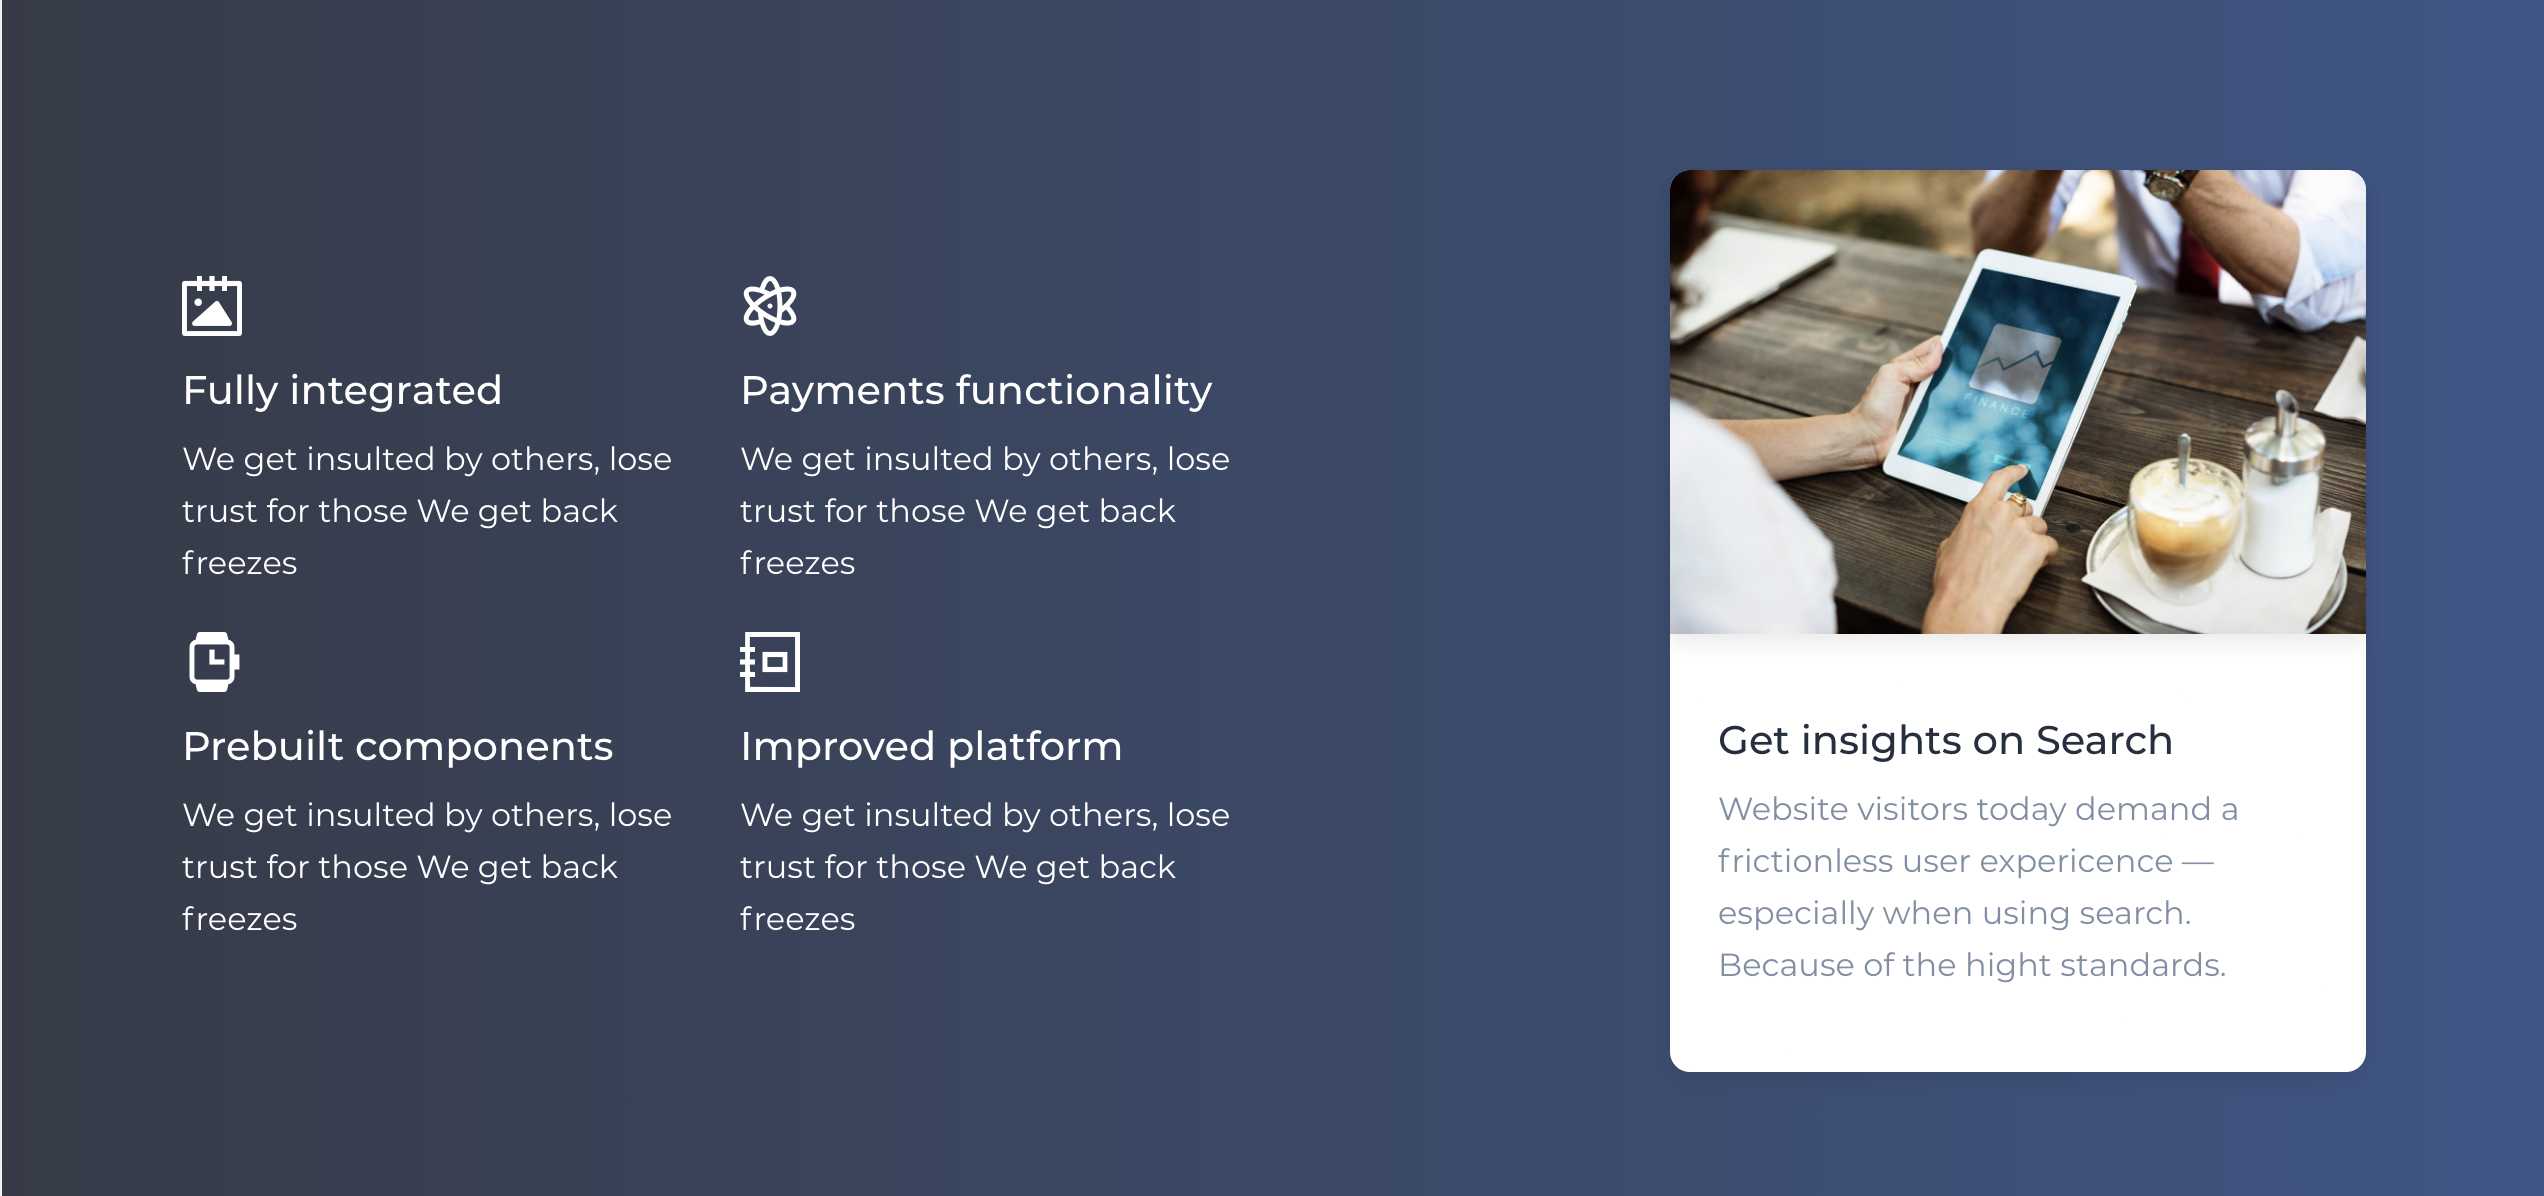 Fully integrated
We get insulted by others, lose
trust for those We get back
freezes
Payments functionality
We get insulted by others, lose
trust for those We get back
freezes
Prebuilt components
We get insulted by others, lose
trust for those We get back
freezes
Improved platform
We get insulted by others, lose
trust for those We get back
freezes
FINANCE
Get insights on Search
Website visitors today demand a
frictionless user expericence —
especially when using search.
Because of the hight standards.